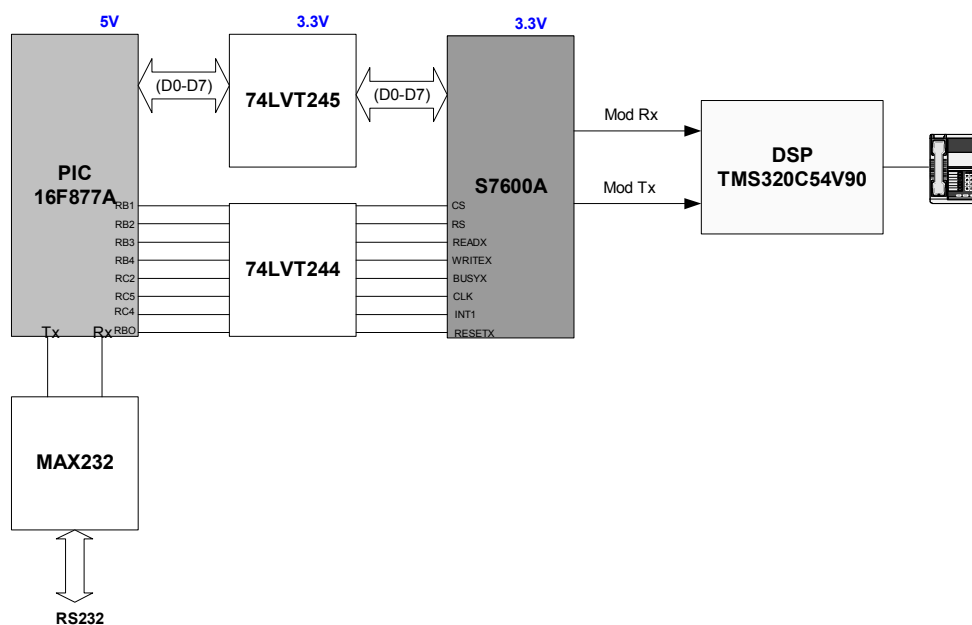 5V
3.3V
3.3V
(D0-D7)
74LVT245
(D0-D7)
Mod Rx
DSP
TMS320C54V90
PIC
16F877A
S7600A
Mod Tx
RB1
CS
RB2
RS
RB3
READX
RB4
74LVT244
WRITEX
RC2
BUSYX
RC5
CLK
RC4
INT1
Tx
Rx
RBO
RESETX
MAX232
RS232